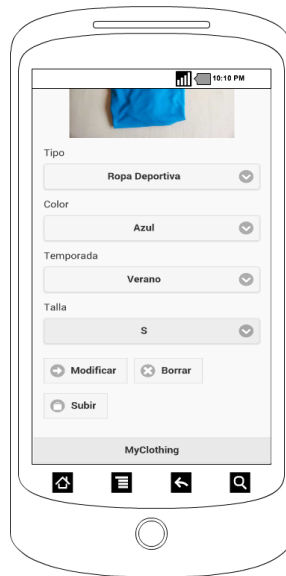 10:10 PM
Tipo
Ropa Deportiva
Color
Azul
Temporada
Verano
Talla
S
Modificar Borrar
Subir
MyClothing